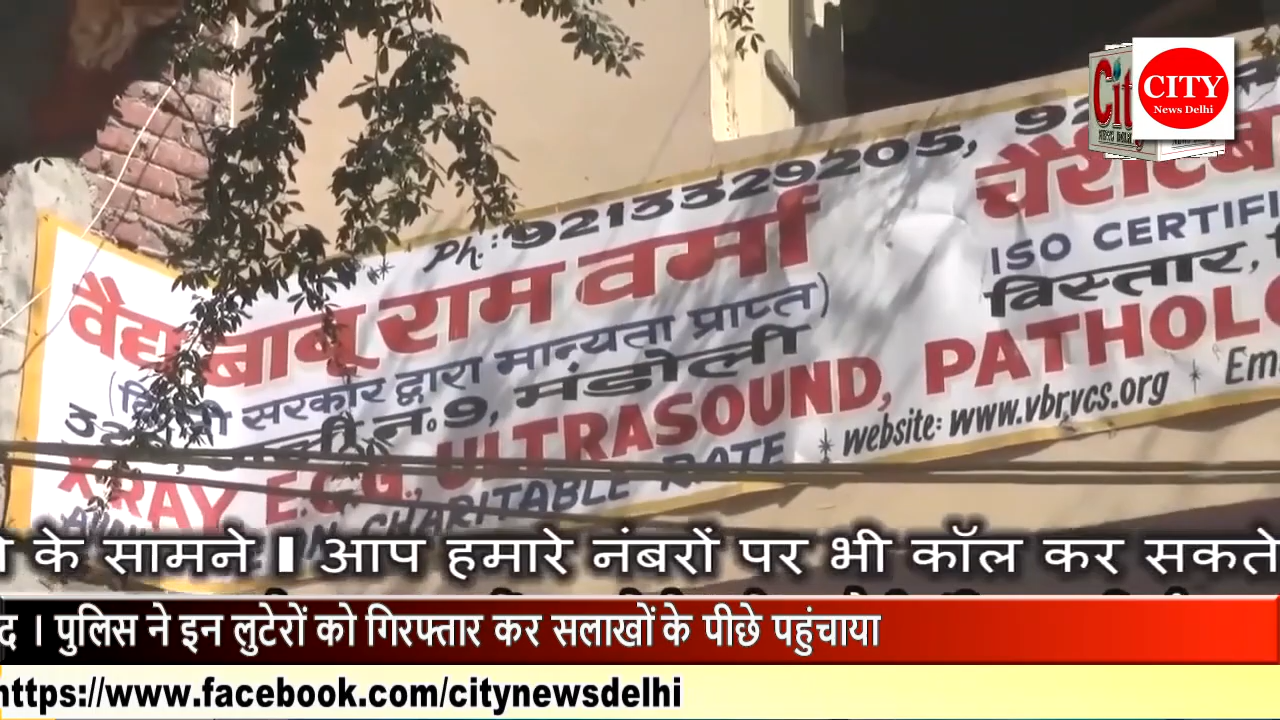 CITY
News Delhi
Ph.: 9213329205, 92
वैद्य बाबू राम वर्मा
चैरीटेब
(दिल्ली सरकार द्वारा मान्यता प्राप्त)
ISO CERTIFI
गली न॰ 9, मंडोली
विस्तार,
X-RAY, E.C.G., ULTRASOUND, PATHOLO
CHARITABLE RATE
website: www.vbrvcs.org
Em
के सामने । आप हमारे नंबरों पर भी कॉल कर सकते
द । पुलिस ने इन लुटेरों को गिरफ्तार कर सलाखों के पीछे पहुंचाया
https://www.facebook.com/citynewsdelhi